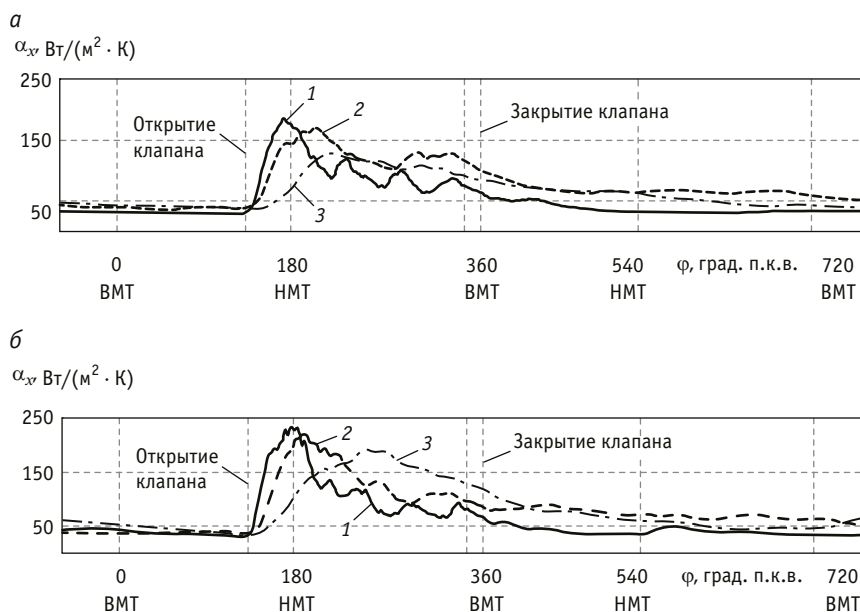 а
αx, Вт/(м² · К)
250
150
50
Открытие
клапана
1
2
3
Закрытие клапана
0 180 360 540 φ, град. п.к.в. 720
ВМТ НМТ ВМТ НМТ ВМТ
б
αx, Вт/(м² · К)
250
150
50
Открытие
клапана
2
3
1
Закрытие клапана
0 180 360 540 φ, град. п.к.в. 720
ВМТ НМТ ВМТ НМТ ВМТ